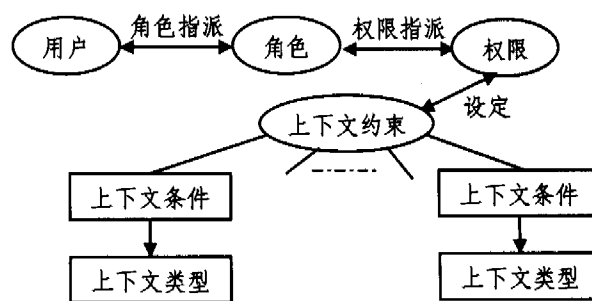 用户 角色指派 角色 权限指派 权限
设定
上下文约束
上下文条件 上下文条件
上下文类型 上下文类型